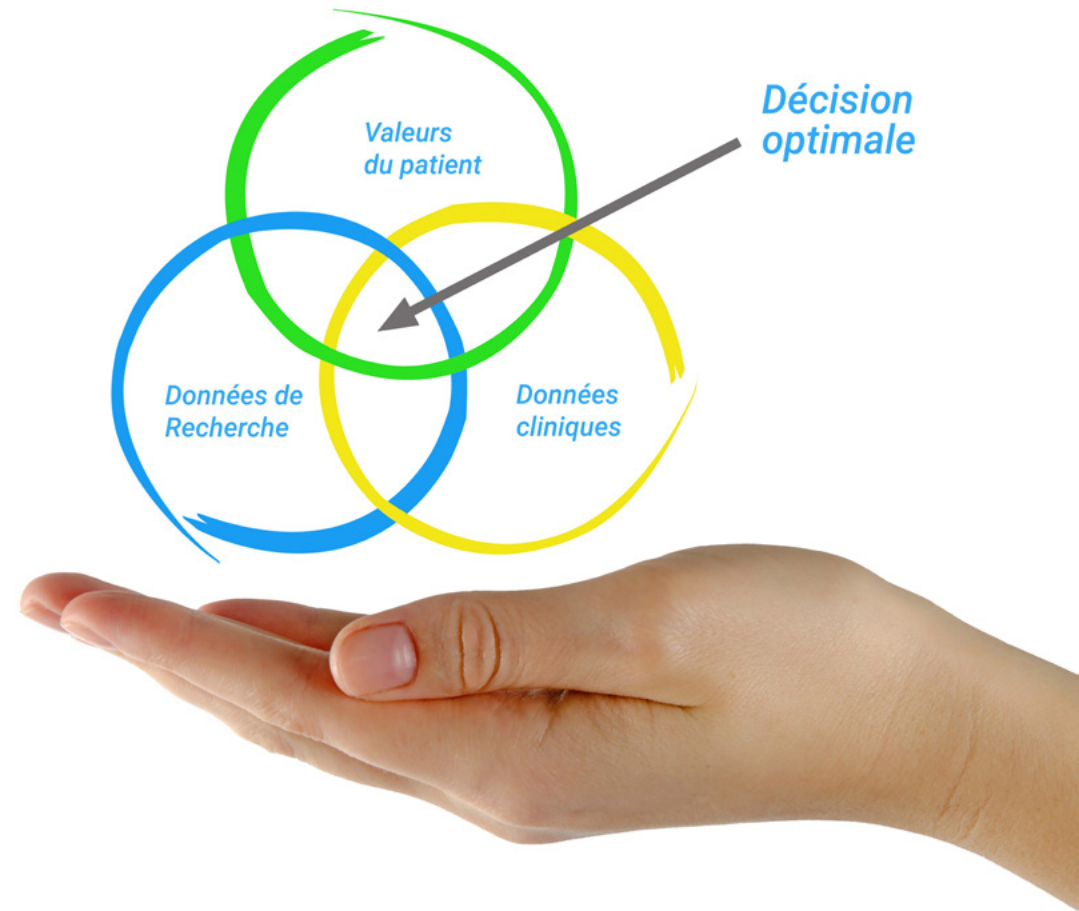 Valeurs
du patient
Décision
optimale
Données de
Recherche
Données
cliniques